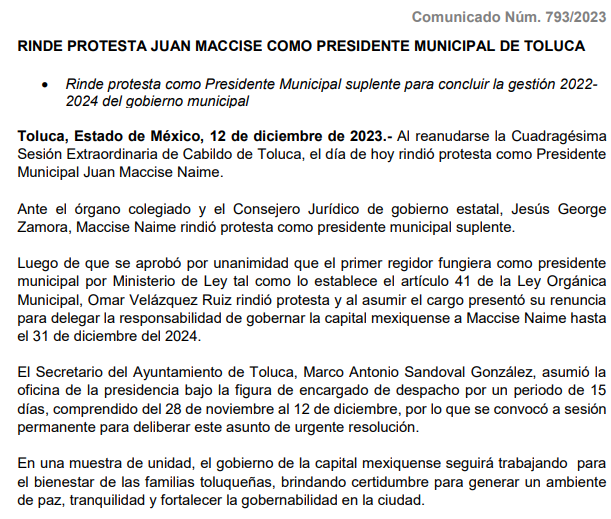 Comunicado Núm. 793/2023
RINDE PROTESTA JUAN MACCISE COMO PRESIDENTE MUNICIPAL DE TOLUCA
• Rinde protesta como Presidente Municipal suplente para concluir la gestión 2022-
2024 del gobierno municipal
Toluca, Estado de México, 12 de diciembre de 2023.- Al reanudarse la Cuadragésima
Sesión Extraordinaria de Cabildo de Toluca, el día de hoy rindió protesta como Presidente
Municipal Juan Maccise Naime.
Ante el órgano colegiado y el Consejero Jurídico de gobierno estatal, Jesús George
Zamora, Maccise Naime rindió protesta como presidente municipal suplente.
Luego de que se aprobó por unanimidad que el primer regidor fungiera como presidente
municipal por Ministerio de Ley tal como lo establece el artículo 41 de la Ley Orgánica
Municipal, Omar Velázquez Ruiz rindió protesta y al asumir el cargo presentó su renuncia
para delegar la responsabilidad de gobernar la capital mexiquense a Maccise Naime hasta
el 31 de diciembre del 2024.
El Secretario del Ayuntamiento de Toluca, Marco Antonio Sandoval González, asumió la
oficina de la presidencia bajo la figura de encargado de despacho por un periodo de 15
días, comprendido del 28 de noviembre al 12 de diciembre, por lo que se convocó a sesión
permanente para deliberar este asunto de urgente resolución.
En una muestra de unidad, el gobierno de la capital mexiquense seguirá trabajando para
el bienestar de las familias toluqueñas, brindando certidumbre para generar un ambiente
de paz, tranquilidad y fortalecer la gobernabilidad en la ciudad.